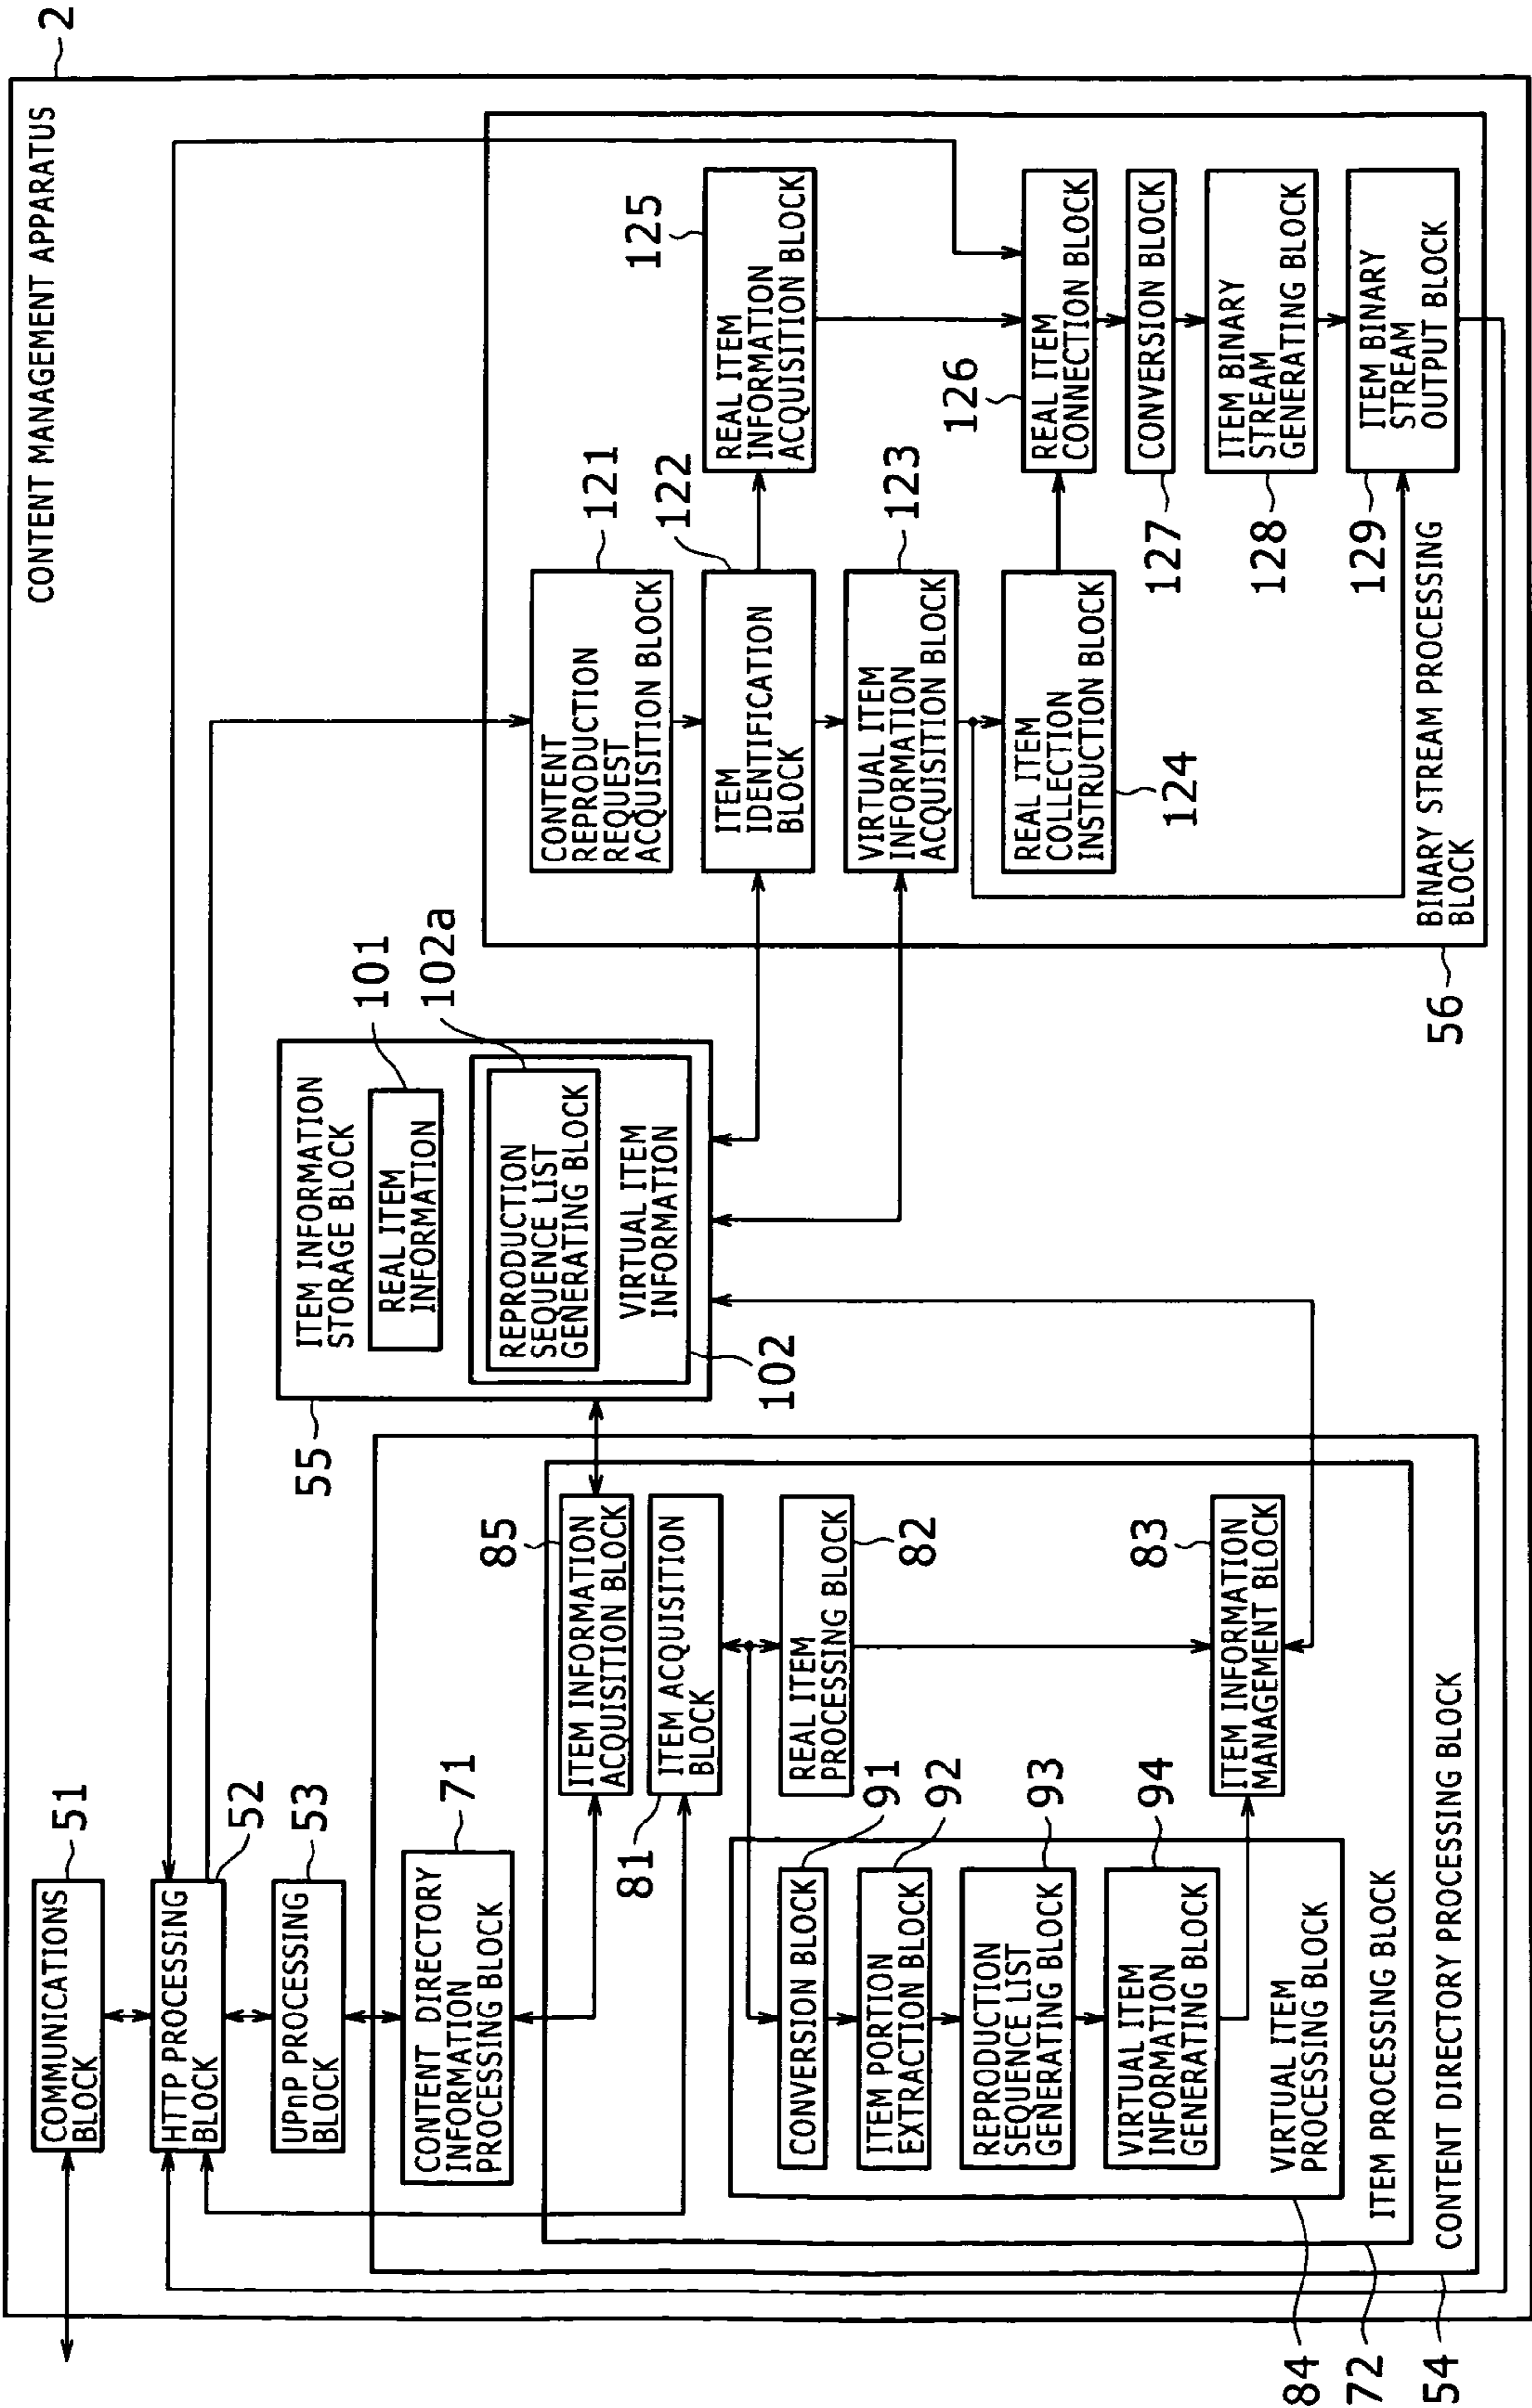 CONTENT MANAGEMENT APPARATUS
2
COMMUNICATIONS
BLOCK
51
HTTP PROCESSING
BLOCK
52
UPnP PROCESSING
BLOCK
53
CONTENT DIRECTORY
INFORMATION
PROCESSING BLOCK
71
ITEM INFORMATION
ACQUISITION BLOCK
85
ITEM ACQUISITION
BLOCK
81
REAL ITEM
PROCESSING BLOCK
82
ITEM INFORMATION
MANAGEMENT BLOCK
83
CONVERSION BLOCK
91
ITEM PORTION
EXTRACTION BLOCK
92
REPRODUCTION
SEQUENCE LIST
GENERATING BLOCK
93
VIRTUAL ITEM
INFORMATION
GENERATING BLOCK
94
VIRTUAL ITEM
PROCESSING BLOCK
84
ITEM PROCESSING BLOCK
72
CONTENT DIRECTORY PROCESSING BLOCK
54
ITEM INFORMATION
STORAGE BLOCK
55
REAL ITEM
INFORMATION
101
REPRODUCTION
SEQUENCE LIST
GENERATING BLOCK
102a
VIRTUAL ITEM
INFORMATION
102
CONTENT
REPRODUCTION
REQUEST
ACQUISITION BLOCK
121
ITEM
IDENTIFICATION
BLOCK
122
VIRTUAL ITEM
INFORMATION
ACQUISITION BLOCK
123
REAL ITEM
COLLECTION
INSTRUCTION BLOCK
124
REAL ITEM
INFORMATION
ACQUISITION BLOCK
125
REAL ITEM
CONNECTION BLOCK
126
CONVERSION BLOCK
127
ITEM BINARY
STREAM
GENERATING BLOCK
128
ITEM BINARY
STREAM
OUTPUT BLOCK
129
BINARY STREAM PROCESSING
BLOCK
56